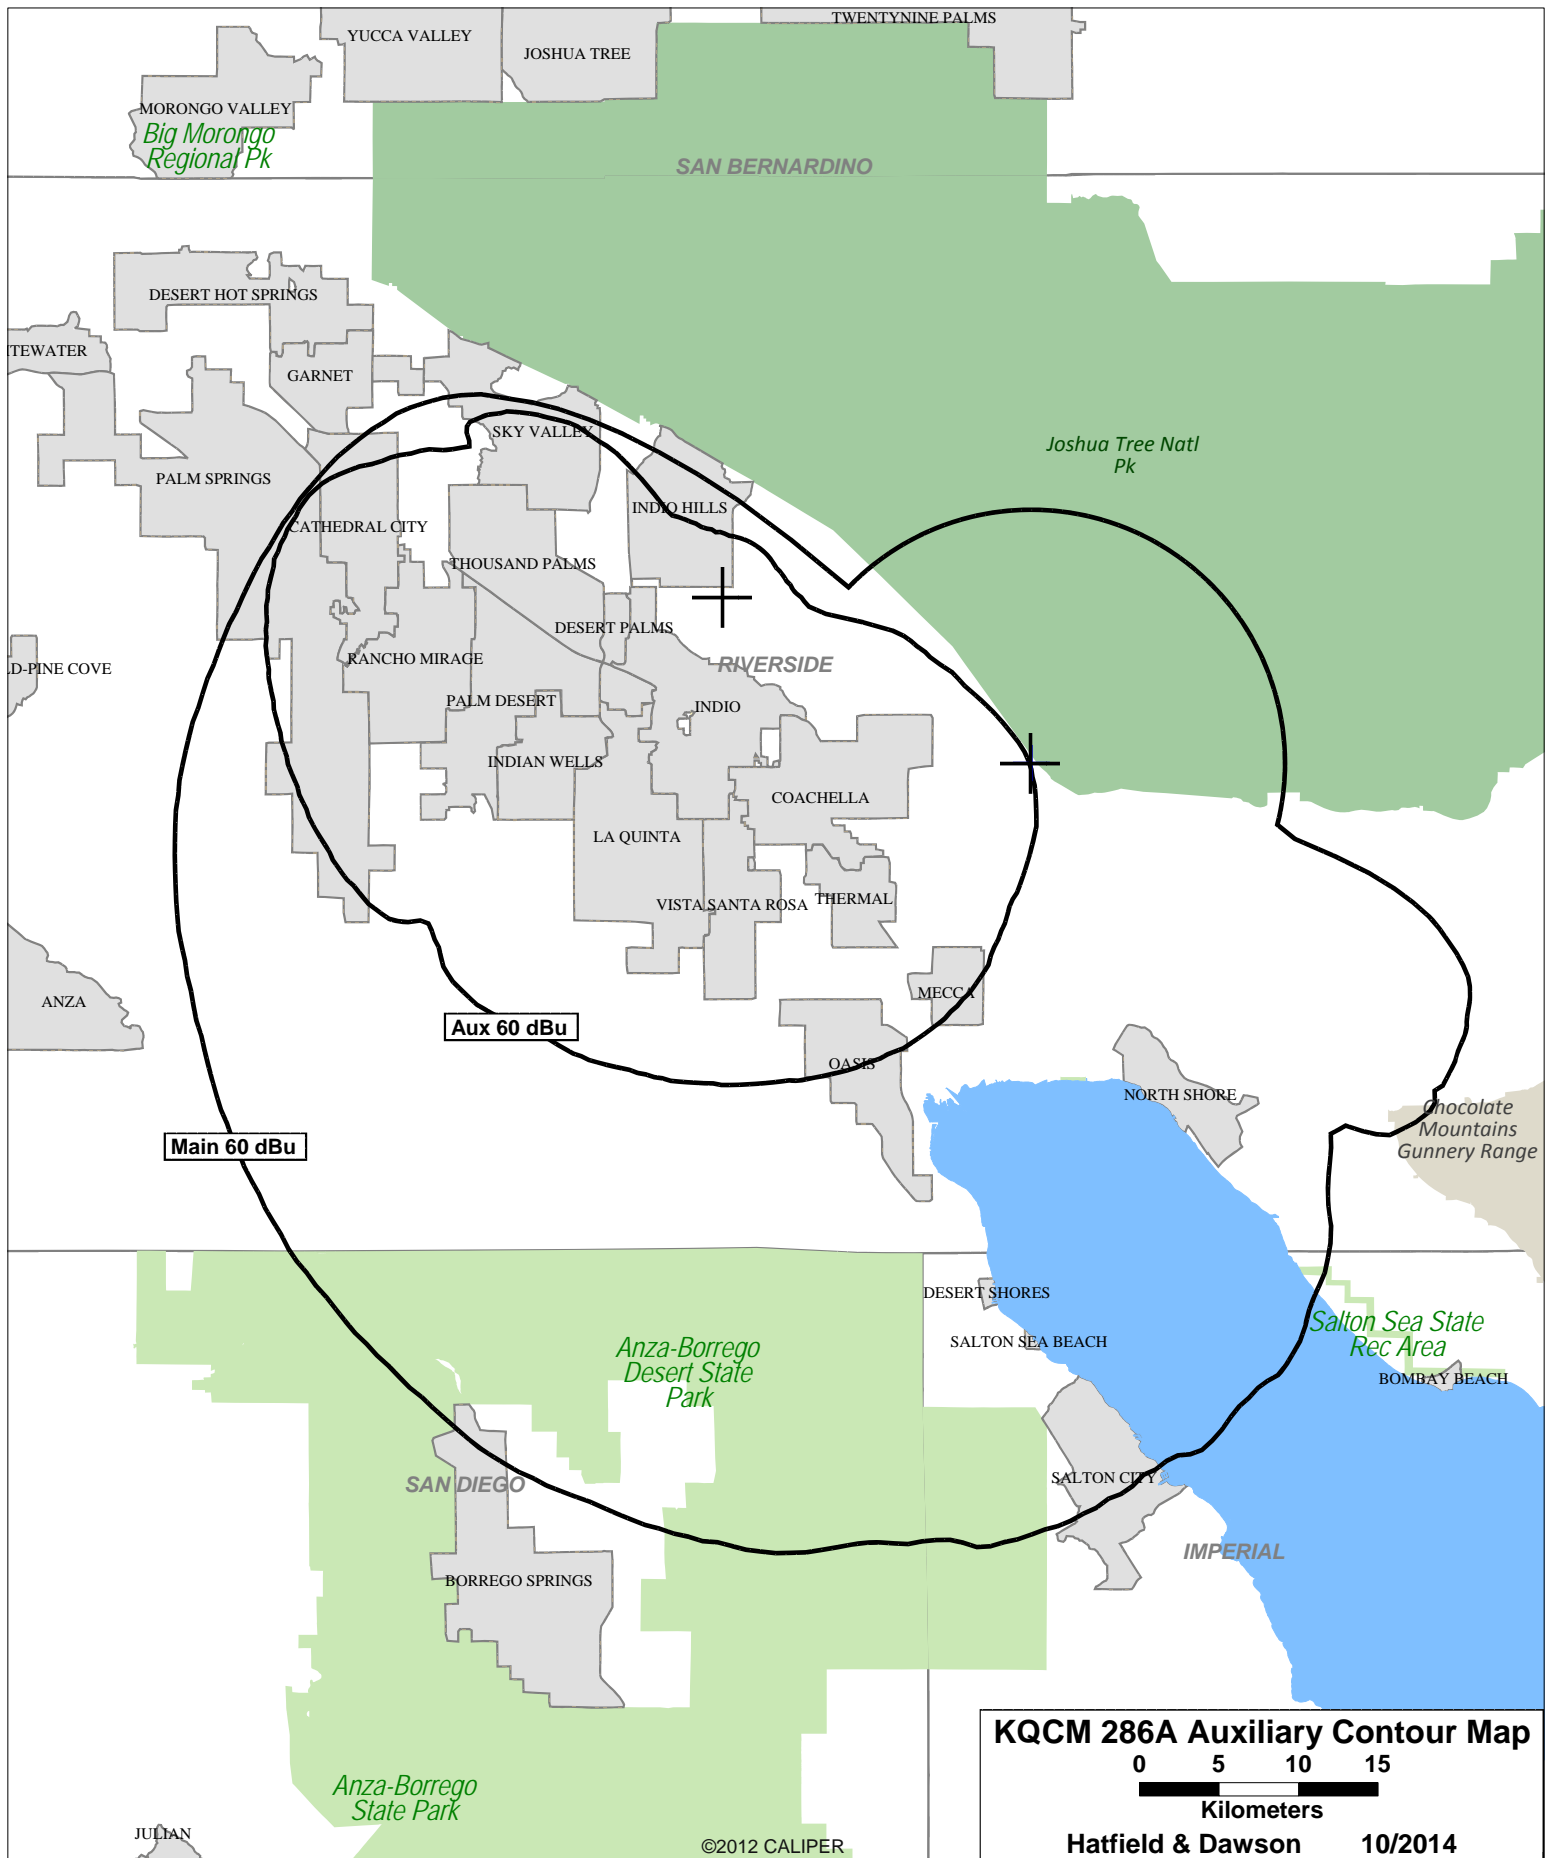 TWENTYNINE PALMS
YUCCA VALLEY
JOSHUA TREE
MORONGO VALLEY
Big Morongo
Regional Pk
SAN BERNARDINO
DESERT HOT SPRINGS
ITEWATER
GARNET
SKY VALLEY
Joshua Tree Natl
Pk
PALM SPRINGS
INDIO HILLS
CATHEDRAL CITY
THOUSAND PALMS
DESERT PALMS
LD-PINE COVE
RANCHO MIRAGE
RIVERSIDE
PALM DESERT
INDIO
INDIAN WELLS
COACHELLA
LA QUINTA
VISTA SANTA ROSA
THERMAL
ANZA
MECCA
Aux 60 dBu
OASIS
NORTH SHORE
Chocolate
Mountains
Gunnery Range
Main 60 dBu
DESERT SHORES
SALTON SEA BEACH
Salton Sea State
Rec Area
Anza-Borrego
Desert State
Park
BOMBAY BEACH
SAN DIEGO
SALTON CITY
IMPERIAL
BORREGO SPRINGS
Anza-Borrego
State Park
JULIAN
©2012 CALIPER
KQCM 286A Auxiliary Contour Map
0 5 10 15
Kilometers
Hatfield & Dawson 10/2014